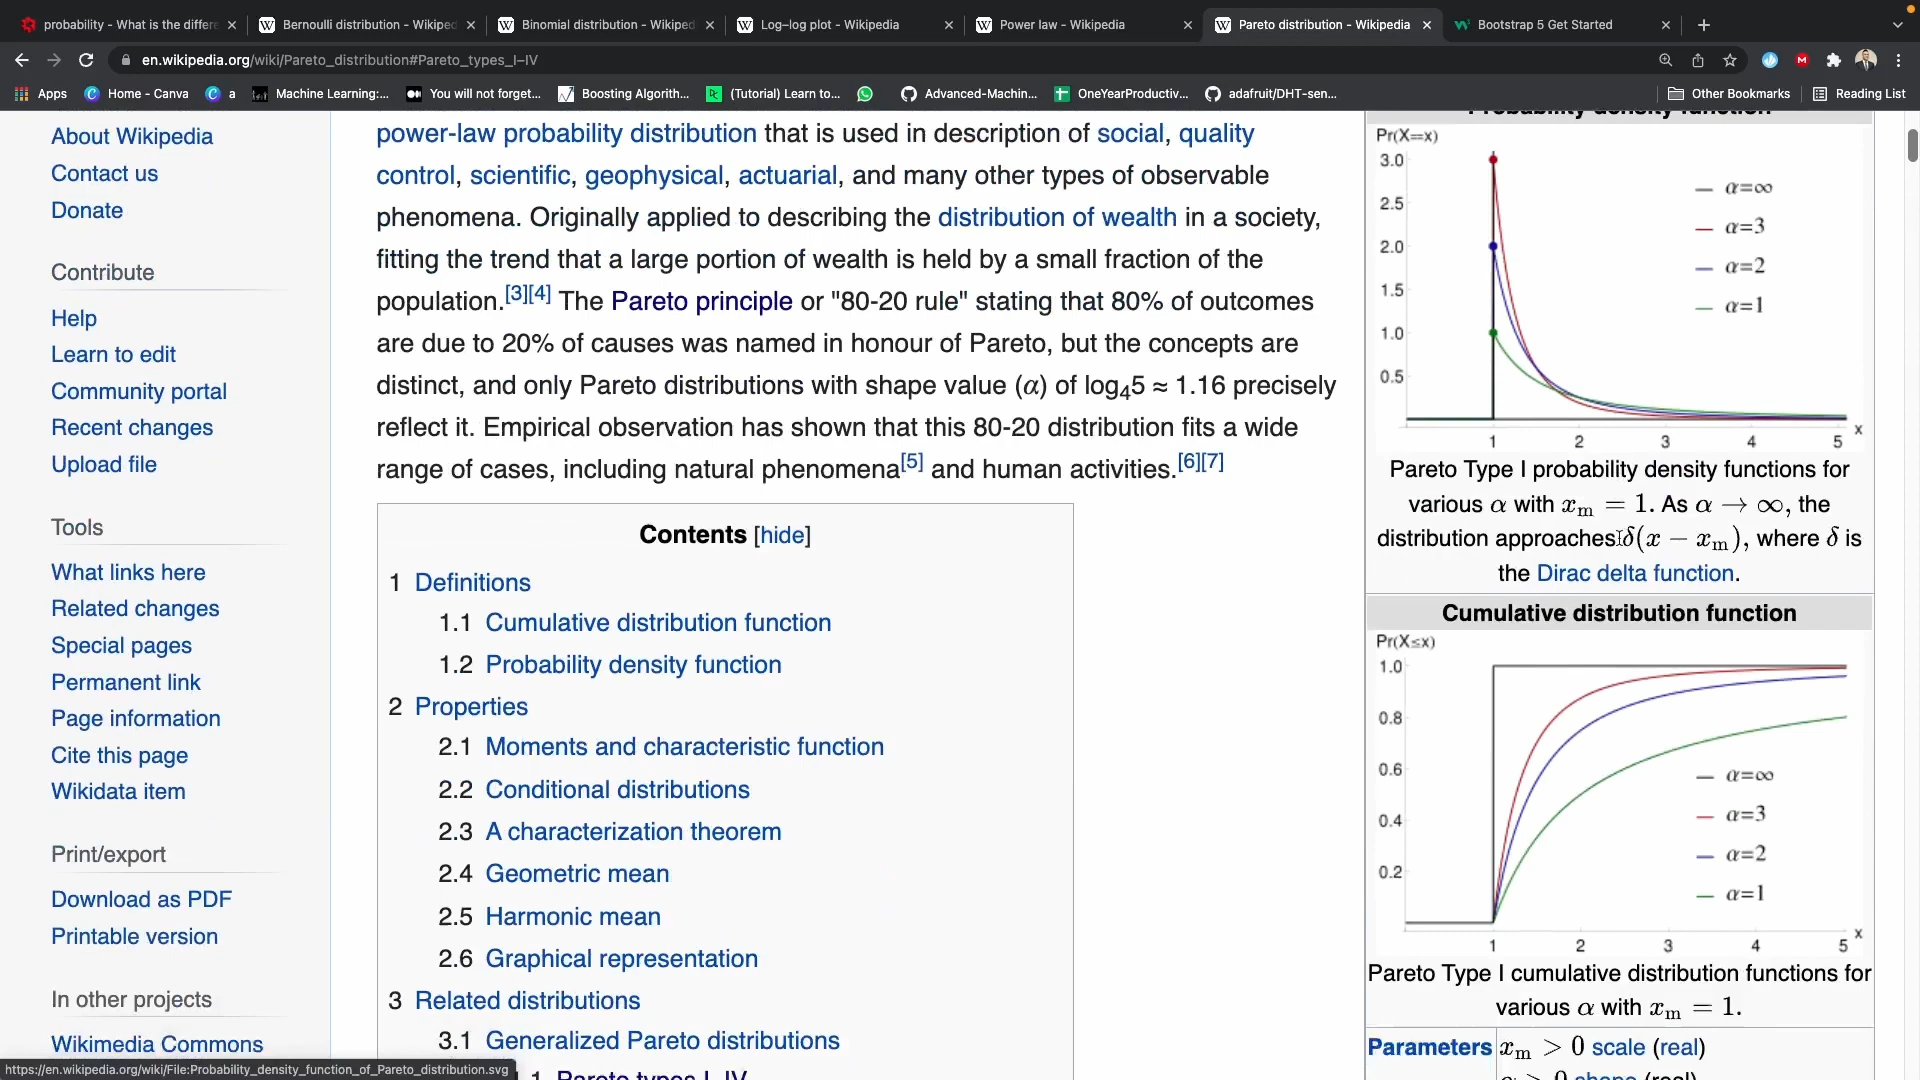 probability - What is the differe
Bernoulli distribution - Wikiped
Binomial distribution - Wikiped
Log–log plot - Wikipedia
Power law - Wikipedia
Pareto distribution - Wikipedia
Bootstrap 5 Get Started
en.wikipedia.org/wiki/Pareto_distribution#Pareto_types_I–IV
Apps
Home - Canva
a
Machine Learning:...
You will not forget...
Boosting Algorith...
(Tutorial) Learn to...
Advanced-Machin...
OneYearProductiv...
adafruit/DHT-sen...
Other Bookmarks
Reading List
About Wikipedia
Contact us
Donate
Contribute
Help
Learn to edit
Community portal
Recent changes
Upload file
Tools
What links here
Related changes
Special pages
Permanent link
Page information
Cite this page
Wikidata item
Print/export
Download as PDF
Printable version
In other projects
Wikimedia Commons
https://en.wikipedia.org/wiki/File:Probability_density_function_of_Pareto_distribution.svg
power-law probability distribution that is used in description of social, quality
control, scientific, geophysical, actuarial, and many other types of observable
phenomena. Originally applied to describing the distribution of wealth in a society,
fitting the trend that a large portion of wealth is held by a small fraction of the
population.[3][4] The Pareto principle or "80-20 rule" stating that 80% of outcomes
are due to 20% of causes was named in honour of Pareto, but the concepts are
distinct, and only Pareto distributions with shape value (α) of log₄5 ≈ 1.16 precisely
reflect it. Empirical observation has shown that this 80-20 distribution fits a wide
range of cases, including natural phenomena[5] and human activities.[6][7]
Contents [hide]
1 Definitions
1.1 Cumulative distribution function
1.2 Probability density function
2 Properties
2.1 Moments and characteristic function
2.2 Conditional distributions
2.3 A characterization theorem
2.4 Geometric mean
2.5 Harmonic mean
2.6 Graphical representation
3 Related distributions
3.1 Generalized Pareto distributions
1 Pareto types I–IV
Probability density function
Pr(X=x)
3.0
2.5
2.0
1.5
1.0
0.5
α=∞
α=3
α=2
α=1
1 2 3 4 5 x
Pareto Type I probability density functions for
various α with xₘ = 1. As α → ∞, the
distribution approaches δ(x − xₘ), where δ is
the Dirac delta function.
Cumulative distribution function
Pr(X≤x)
1.0
0.8
0.6
0.4
0.2
α=∞
α=3
α=2
α=1
1 2 3 4 5 x
Pareto Type I cumulative distribution functions for
various α with xₘ = 1.
Parameters xₘ > 0 scale (real)
α > 0 shape (real)